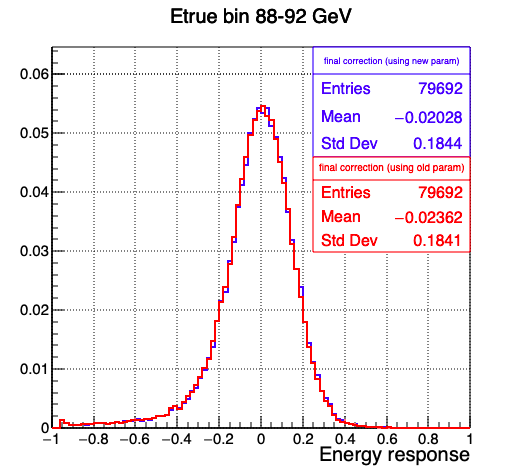 Etrue bin 88-92 GeV
final correction (using new param)
Entries 79692
Mean −0.02028
Std Dev 0.1844
final correction (using old param)
Entries 79692
Mean −0.02362
Std Dev 0.1841
0.06
0.05
0.04
0.03
0.02
0.01
0
−1 −0.8 −0.6 −0.4 −0.2 0 0.2 0.4 0.6 0.8 1
Energy response